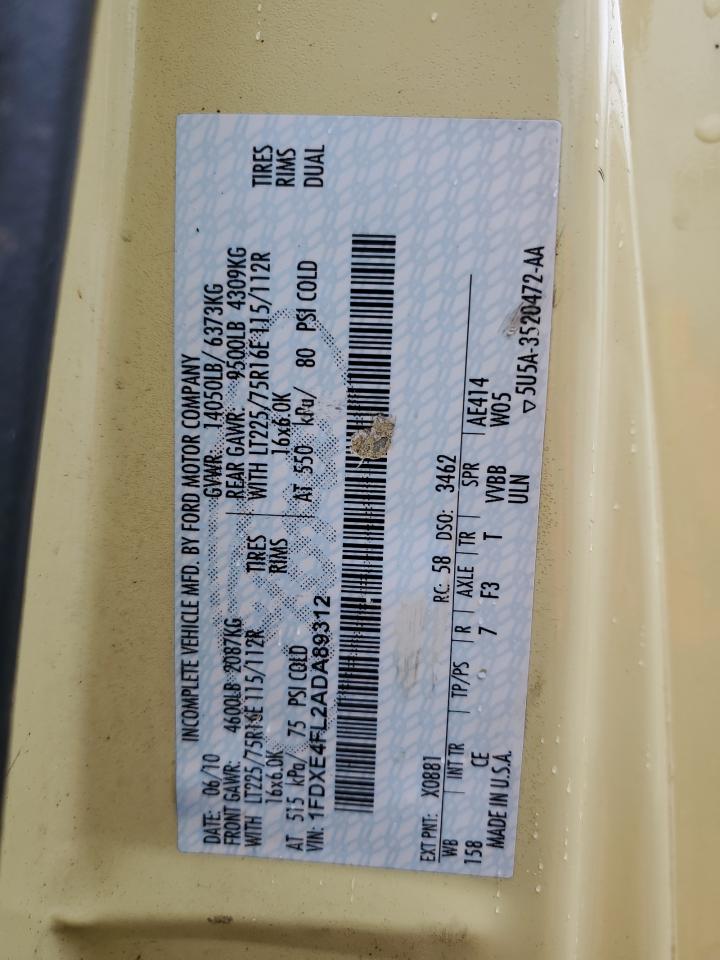 INCOMPLETE VEHICLE MFD. BY FORD MOTOR COMPANY
DATE: 06/10 GVWR: 14050LB/ 6373KG
FRONT GAWR: 4600LB 2087KG REAR GAWR: 9500LB 4309KG
WITH LT225/75R16E 115/112R TIRES WITH LT225/75R16E 115/112R TIRES
16x6.0K RIMS 16x6.0K RIMS
AT 515 kPa/ 75 PSI COLD AT 550 kPa/ 80 PSI COLD DUAL
VIN: 1FDXE4FL2ADA89312
EXT PNT: X0881 RC: 58 DSO: 3462
WB INT TR TP/PS R AXLE TR SPR AE414
158 CE 7 F3 T VVBB W05
MADE IN U.S.A. ULN
▽5U5A-3520472-AA